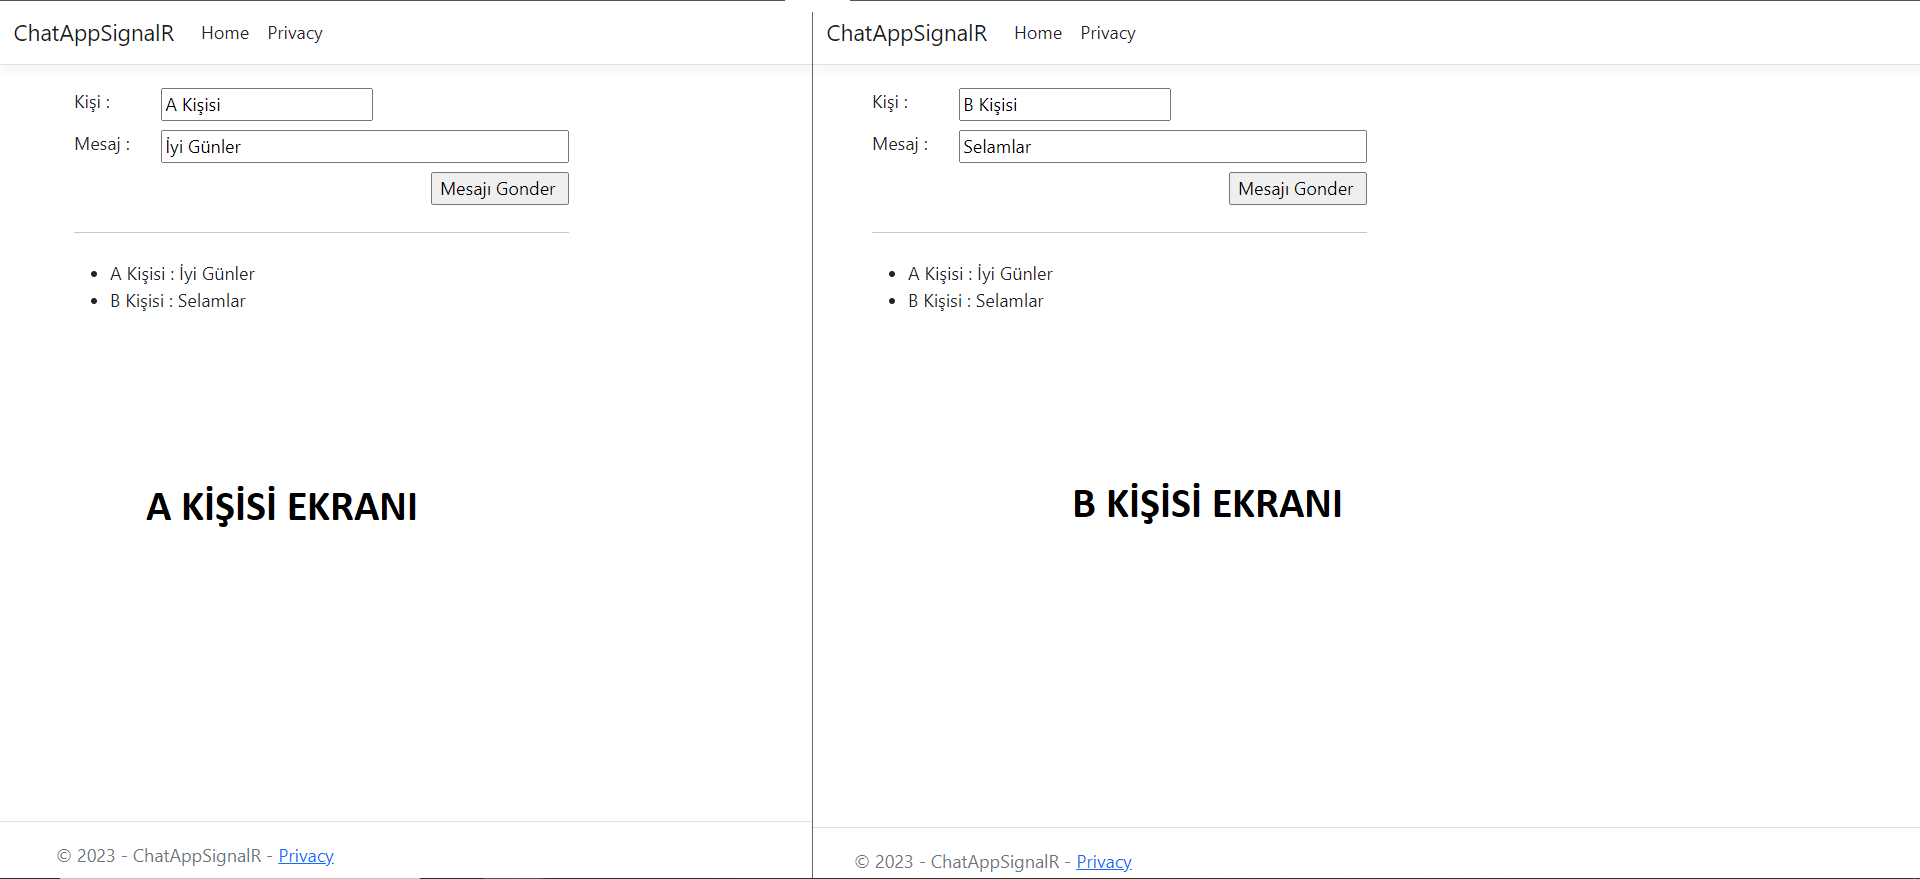 ChatAppSignalR Home Privacy
Kişi : A Kişisi
Mesaj : İyi Günler
Mesajı Gonder
A Kişisi : İyi Günler
B Kişisi : Selamlar
A KİŞİSİ EKRANI
© 2023 - ChatAppSignalR - Privacy
ChatAppSignalR Home Privacy
Kişi : B Kişisi
Mesaj : Selamlar
Mesajı Gonder
A Kişisi : İyi Günler
B Kişisi : Selamlar
B KİŞİSİ EKRANI
© 2023 - ChatAppSignalR - Privacy